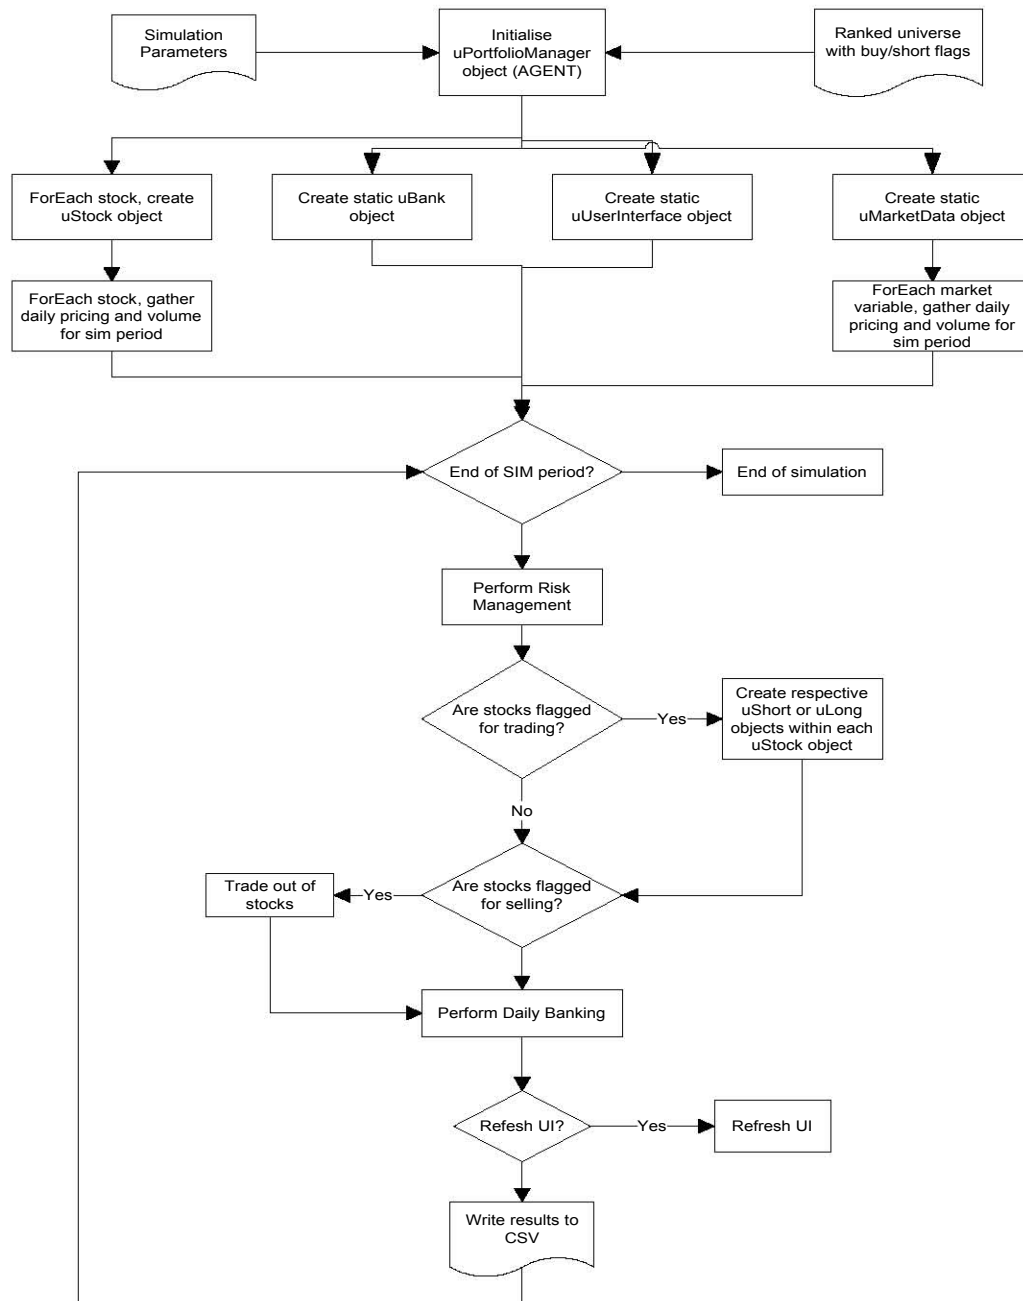 Simulation
Parameters
Initialise
uPortfolioManager
object (AGENT)
Ranked universe
with buy/short flags
ForEach stock, create
uStock object
Create static uBank
object
Create static
uUserInterface object
Create static
uMarketData object
ForEach stock, gather
daily pricing and volume
for sim period
ForEach market
variable, gather daily
pricing and volume for
sim period
End of SIM period?
End of simulation
Perform Risk
Management
Are stocks flagged
for trading?
Yes
Create respective
uShort or uLong
objects within each
uStock object
No
Trade out of
stocks
Yes
Are stocks flagged
for selling?
Perform Daily Banking
Refesh UI?
Yes
Refresh UI
Write results to
CSV